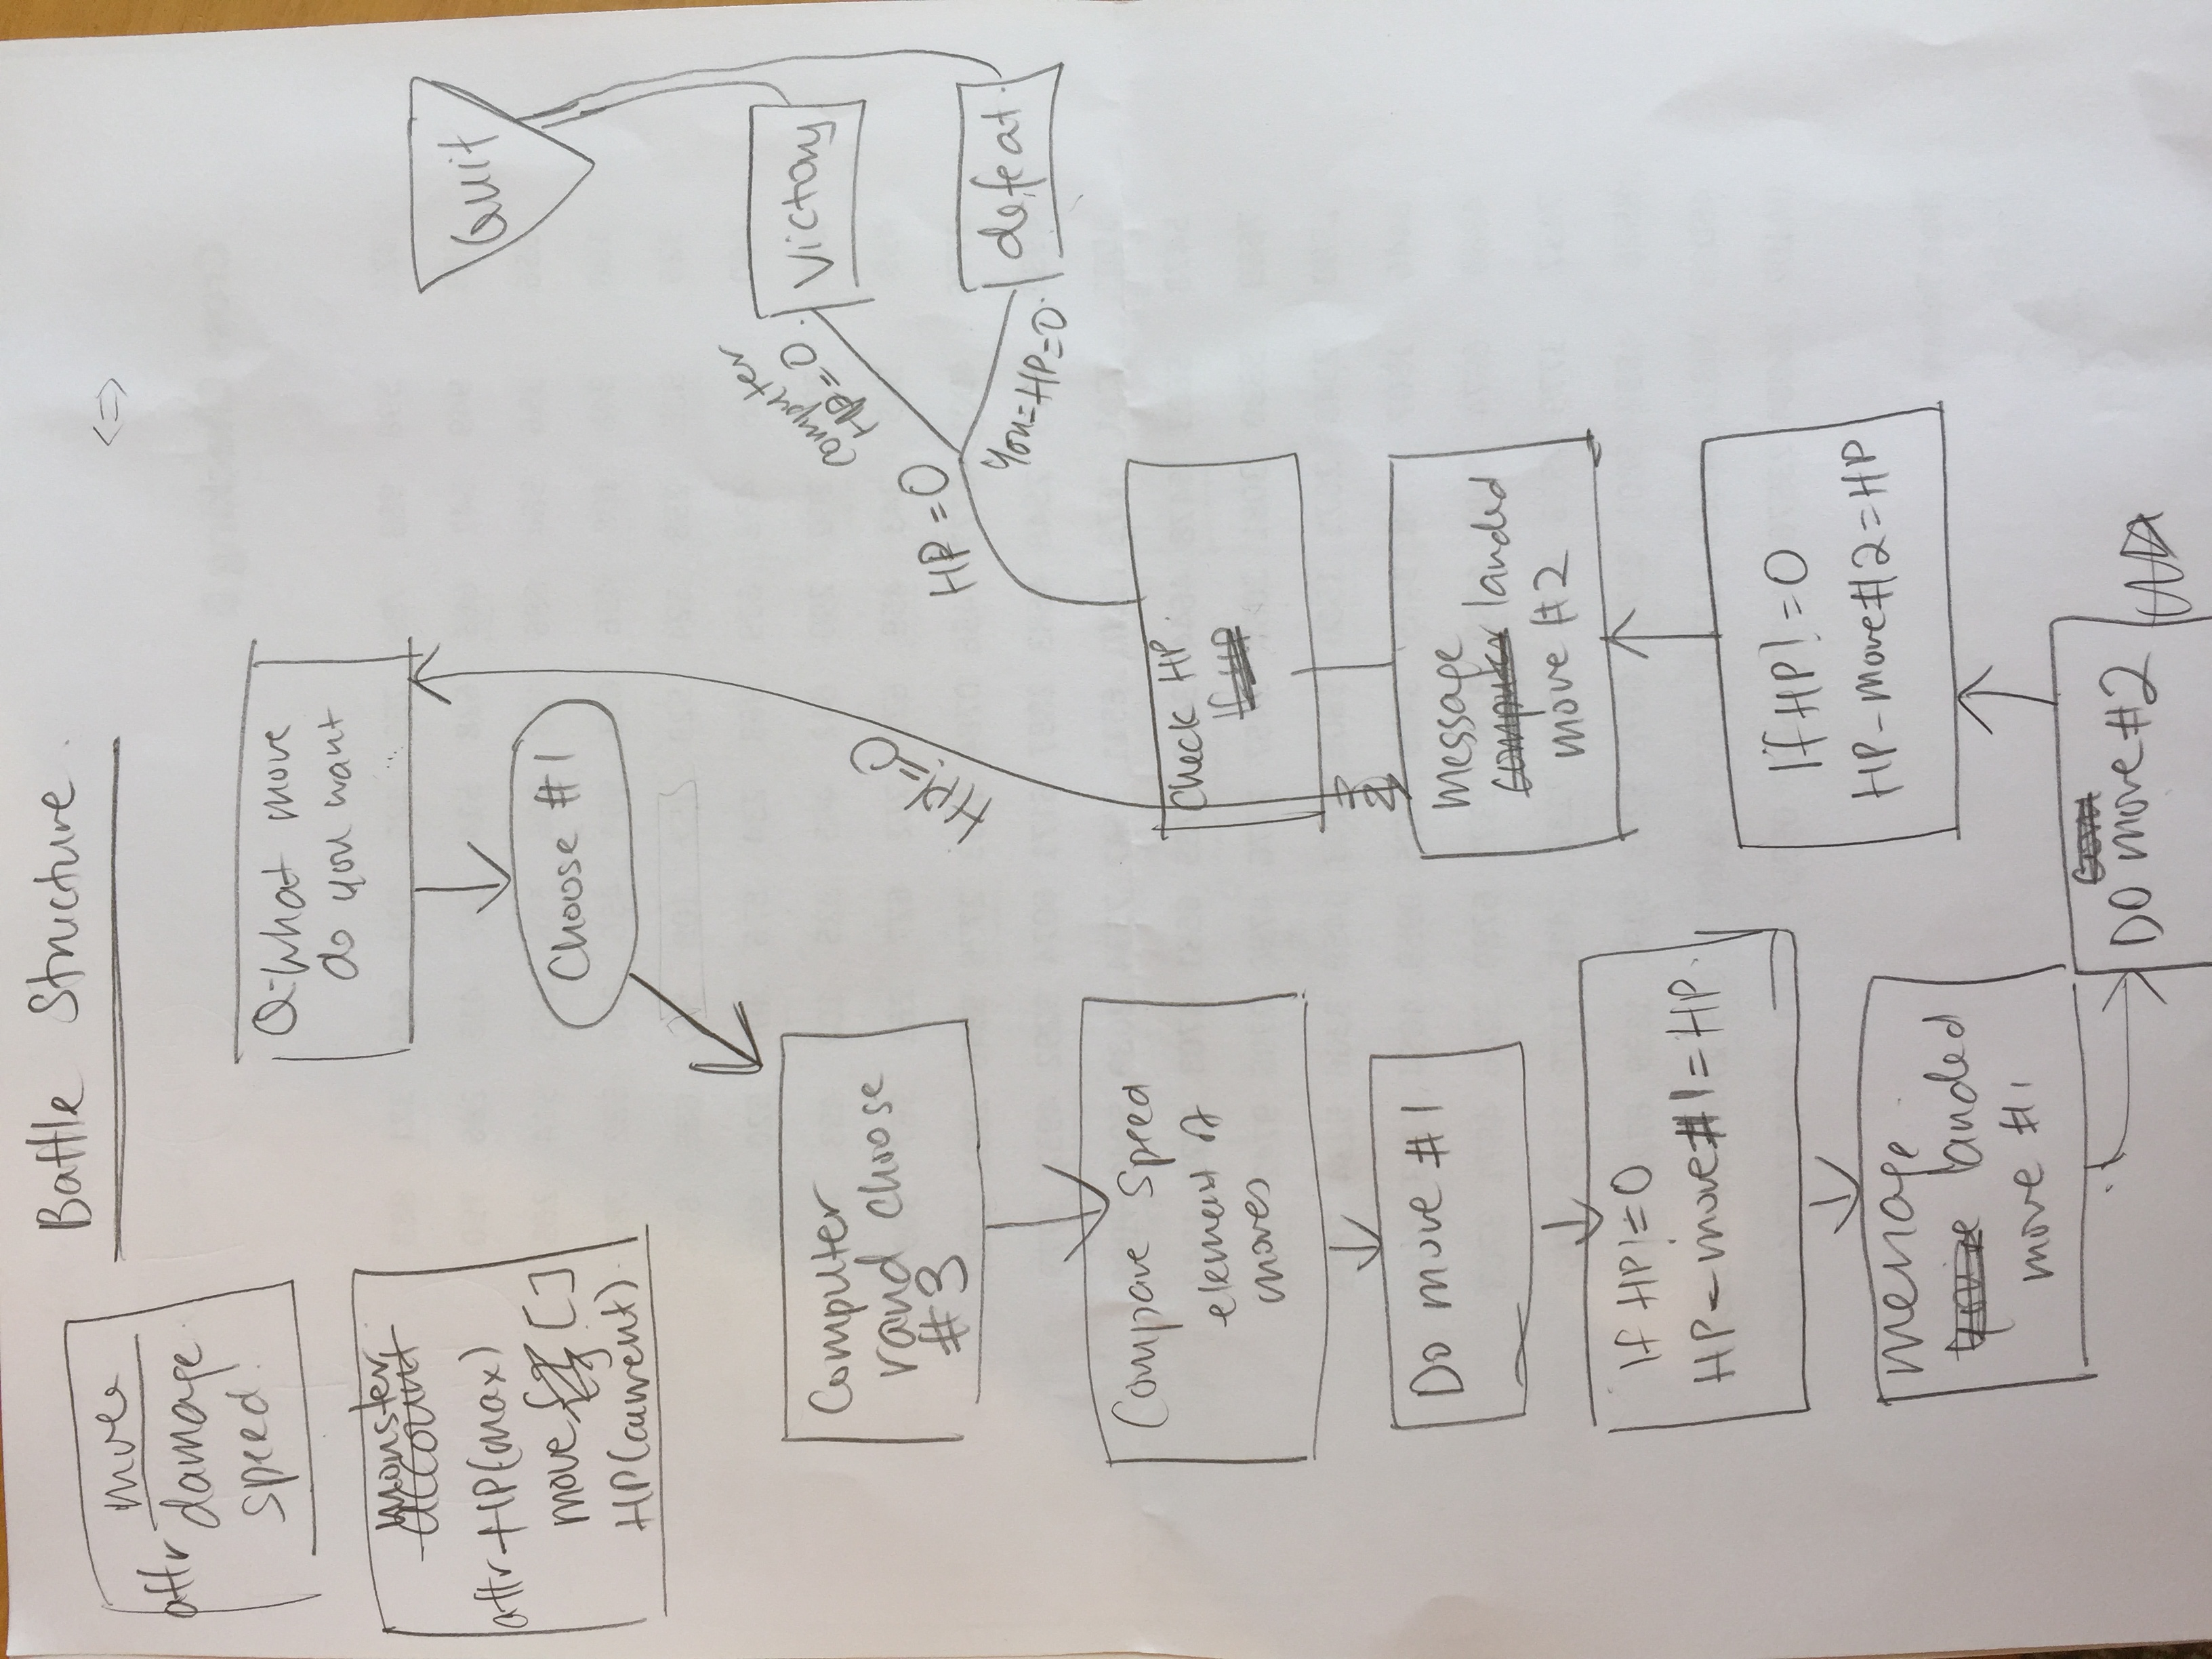 Battle Structure
<=>
move
attr damage
speed
monster
account
attr HP(max)
move []
HP(current)
Q: What move
do you want
Choose #1
Computer
rand choose
#3
Compare Speed
element of
moves
Do move #1
If HP!=0
HP-move#1=HP
message
landed
move #1
DO move #2
If HP!=0
HP-move#2=HP
message
computer landed
move #2
Check HP
If HP
HP!=0
HP=0
computer
HP=0
Victory
You=HP=0
defeat
Quit